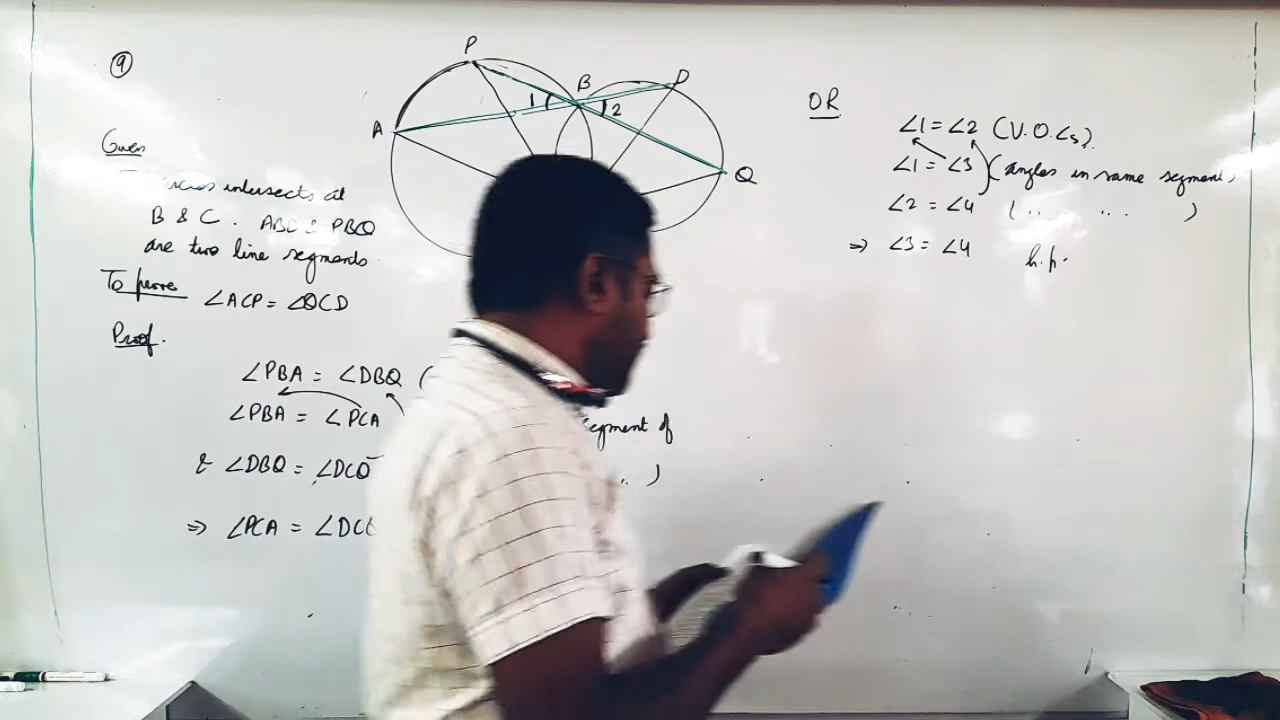 9
P
B
D
1
2
A
Q
Given
intersects at
B & C. ABD & PBQ
are two line segments.
To prove ∠ACP = ∠QCD
Proof.
∠PBA = ∠DBQ (
∠PBA = ∠PCA
segment of
& ∠DBQ = ∠DCQ
.. )
⇒ ∠PCA = ∠DCQ
OR
∠1 = ∠2 (V.O.∠s).
∠1 = ∠3 (angles in same segment)
∠2 = ∠4 ( .. .. )
⇒ ∠3 = ∠4 h.p.